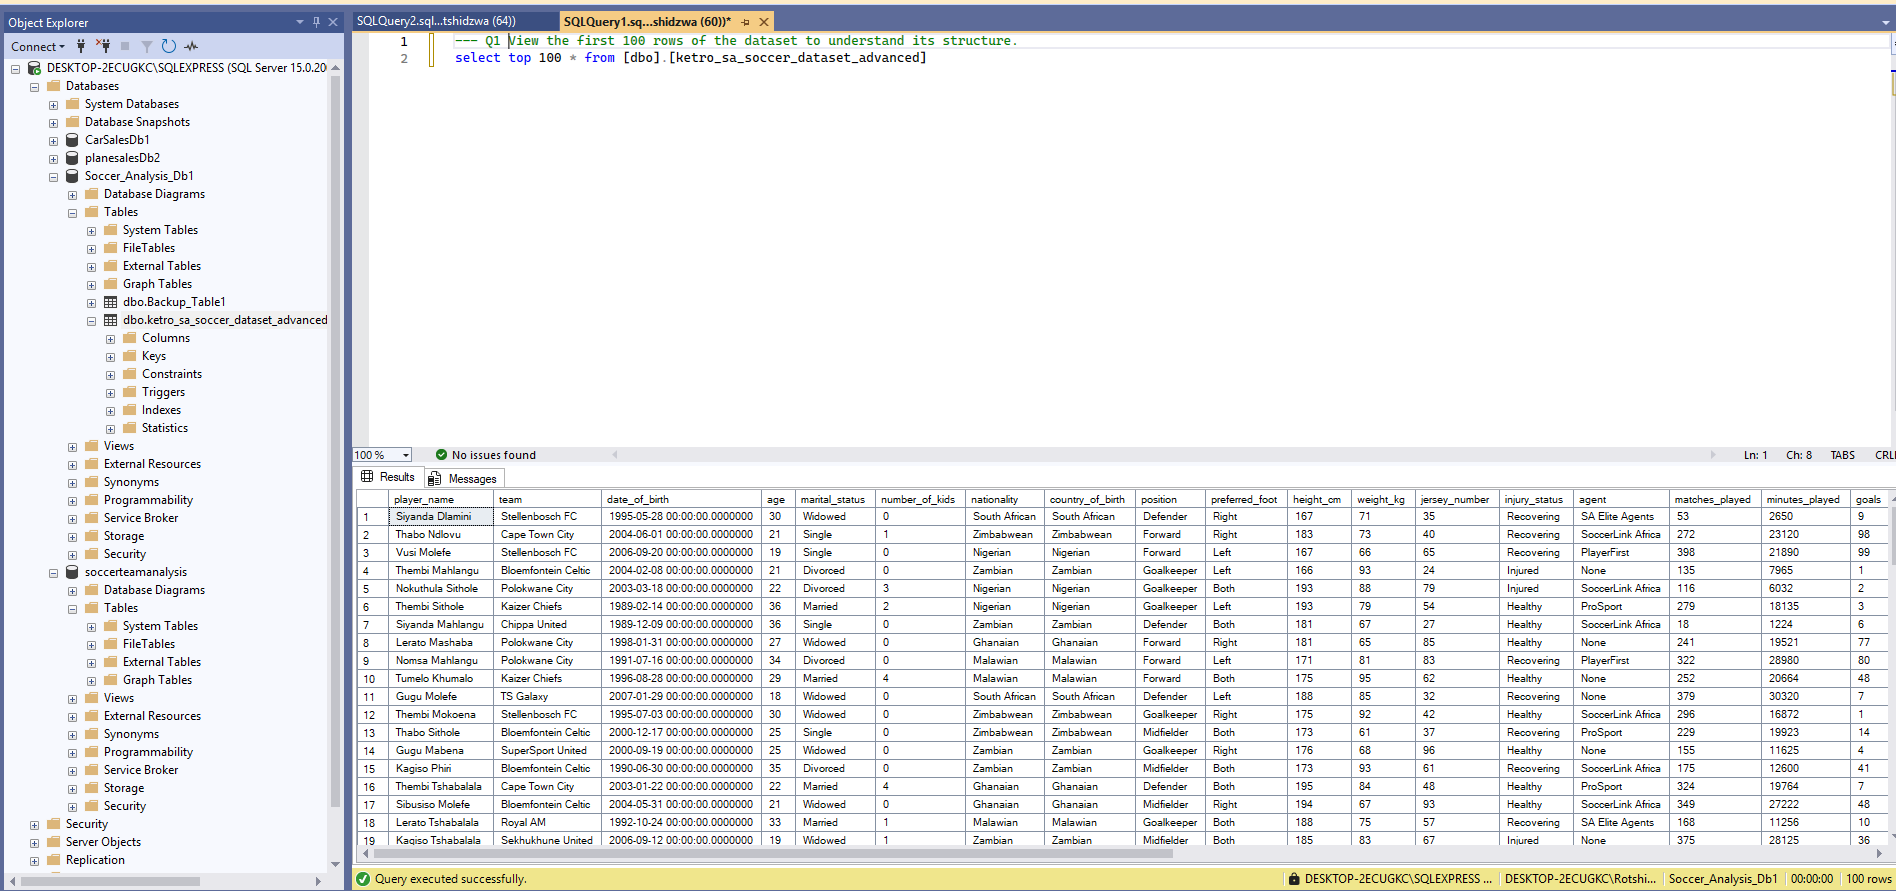 Object Explorer
Connect
DESKTOP-2ECUGKC\SQLEXPRESS (SQL Server 15.0.20
Databases
System Databases
Database Snapshots
CarSalesDb1
planesalesDb2
Soccer_Analysis_Db1
Database Diagrams
Tables
System Tables
FileTables
External Tables
Graph Tables
dbo.Backup_Table1
dbo.ketro_sa_soccer_dataset_advanced
Columns
Keys
Constraints
Triggers
Indexes
Statistics
Views
External Resources
Synonyms
Programmability
Service Broker
Storage
Security
soccerteamanalysis
Database Diagrams
Tables
System Tables
FileTables
External Tables
Graph Tables
Views
External Resources
Synonyms
Programmability
Service Broker
Storage
Security
Security
Server Objects
Replication
SQLQuery2.sql...tshidzwa (64)) SQLQuery1.sq...shidzwa (60))*
1 --- Q1 View the first 100 rows of the dataset to understand its structure.
2 select top 100 * from [dbo].[ketro_sa_soccer_dataset_advanced]
100 % No issues found Ln: 1 Ch: 8 TABS CRL
Results Messages
player_name team date_of_birth age marital_status number_of_kids nationality country_of_birth position preferred_foot height_cm weight_kg jersey_number injury_status agent matches_played minutes_played goals
1 Siyanda Dlamini Stellenbosch FC 1995-05-28 00:00:00.0000000 30 Widowed 0 South African South African Defender Right 167 71 35 Recovering SA Elite Agents 53 2650 9
2 Thabo Ndlovu Cape Town City 2004-06-01 00:00:00.0000000 21 Single 1 Zimbabwean Zimbabwean Forward Right 183 73 40 Recovering SoccerLink Africa 272 23120 98
3 Vusi Molefe Stellenbosch FC 2006-09-20 00:00:00.0000000 19 Single 0 Nigerian Nigerian Forward Left 167 66 65 Recovering PlayerFirst 398 21890 99
4 Thembi Mahlangu Bloemfontein Celtic 2004-02-08 00:00:00.0000000 21 Divorced 0 Zambian Zambian Goalkeeper Left 166 93 24 Injured None 135 7965 1
5 Nokuthula Sithole Polokwane City 2003-03-18 00:00:00.0000000 22 Divorced 3 Nigerian Nigerian Goalkeeper Both 193 88 79 Injured SoccerLink Africa 116 6032 2
6 Thembi Sithole Kaizer Chiefs 1989-02-14 00:00:00.0000000 36 Married 2 Nigerian Nigerian Goalkeeper Left 193 79 54 Healthy ProSport 279 18135 3
7 Siyanda Mahlangu Chippa United 1989-12-09 00:00:00.0000000 36 Single 0 Zambian Zambian Defender Both 181 67 27 Healthy SoccerLink Africa 18 1224 6
8 Lerato Mashaba Polokwane City 1998-01-31 00:00:00.0000000 27 Widowed 0 Ghanaian Ghanaian Forward Right 181 65 85 Healthy None 241 19521 77
9 Nomsa Mahlangu Polokwane City 1991-07-16 00:00:00.0000000 34 Divorced 0 Malawian Malawian Forward Left 171 81 83 Recovering PlayerFirst 322 28980 80
10 Tumelo Khumalo Kaizer Chiefs 1996-08-28 00:00:00.0000000 29 Married 4 Malawian Malawian Forward Both 175 95 62 Healthy None 252 20664 48
11 Gugu Molefe TS Galaxy 2007-01-29 00:00:00.0000000 18 Widowed 0 South African South African Defender Left 188 85 32 Recovering None 379 30320 7
12 Thembi Mokoena Stellenbosch FC 1995-07-03 00:00:00.0000000 30 Widowed 0 Zimbabwean Zimbabwean Goalkeeper Right 175 92 42 Healthy SoccerLink Africa 296 16872 1
13 Thabo Sithole Bloemfontein Celtic 2000-12-17 00:00:00.0000000 25 Single 0 Zimbabwean Zimbabwean Midfielder Both 173 61 37 Recovering ProSport 229 19923 14
14 Gugu Mabena SuperSport United 2000-09-19 00:00:00.0000000 25 Widowed 0 Zambian Zambian Goalkeeper Right 176 68 96 Healthy None 155 11625 4
15 Kagiso Phiri Bloemfontein Celtic 1990-06-30 00:00:00.0000000 35 Divorced 0 Zambian Zambian Midfielder Both 173 93 61 Recovering SoccerLink Africa 175 12600 41
16 Thembi Tshabalala Cape Town City 2003-01-22 00:00:00.0000000 22 Married 4 Ghanaian Ghanaian Defender Both 195 84 48 Healthy ProSport 324 19764 7
17 Sibusiso Molefe Bloemfontein Celtic 2004-05-31 00:00:00.0000000 21 Widowed 0 Ghanaian Ghanaian Midfielder Right 194 67 93 Healthy SoccerLink Africa 349 27222 48
18 Lerato Tshabalala Royal AM 1992-10-24 00:00:00.0000000 33 Married 1 Malawian Malawian Goalkeeper Both 188 75 57 Recovering SA Elite Agents 168 11256 10
19 Kagiso Tshabalala Sekhukhune United 2006-09-12 00:00:00.0000000 19 Widowed 1 Zambian Zambian Midfielder Both 185 83 67 Injured None 375 28125 36
Query executed successfully. DESKTOP-2ECUGKC\SQLEXPRESS ... DESKTOP-2ECUGKC\Rotshi... Soccer_Analysis_Db1 00:00:00 100 rows